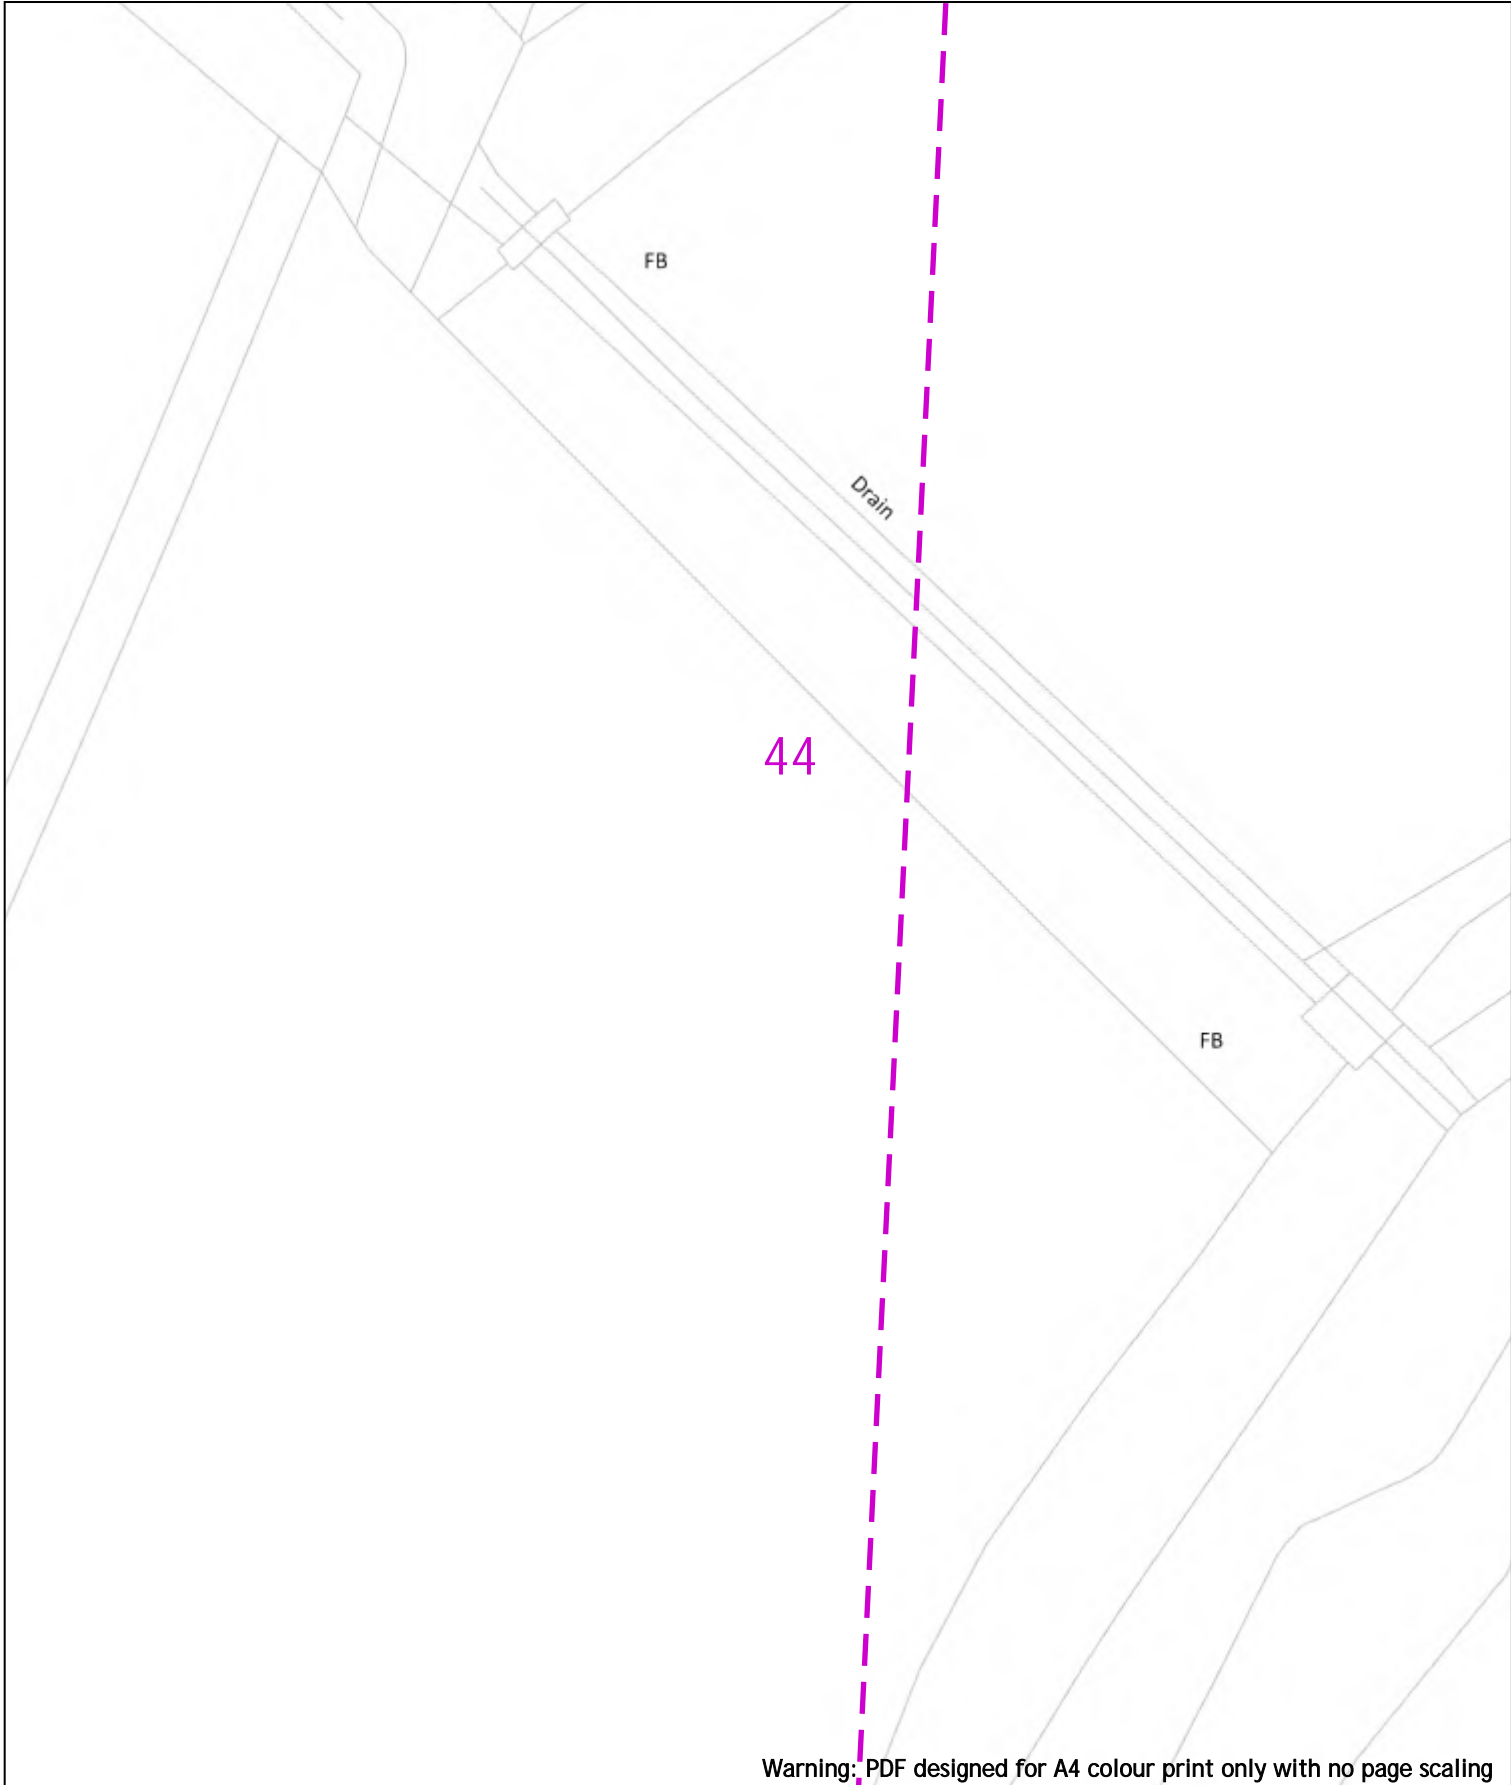 FB
Drain
44
FB
Warning: PDF designed for A4 colour print only with no page scaling